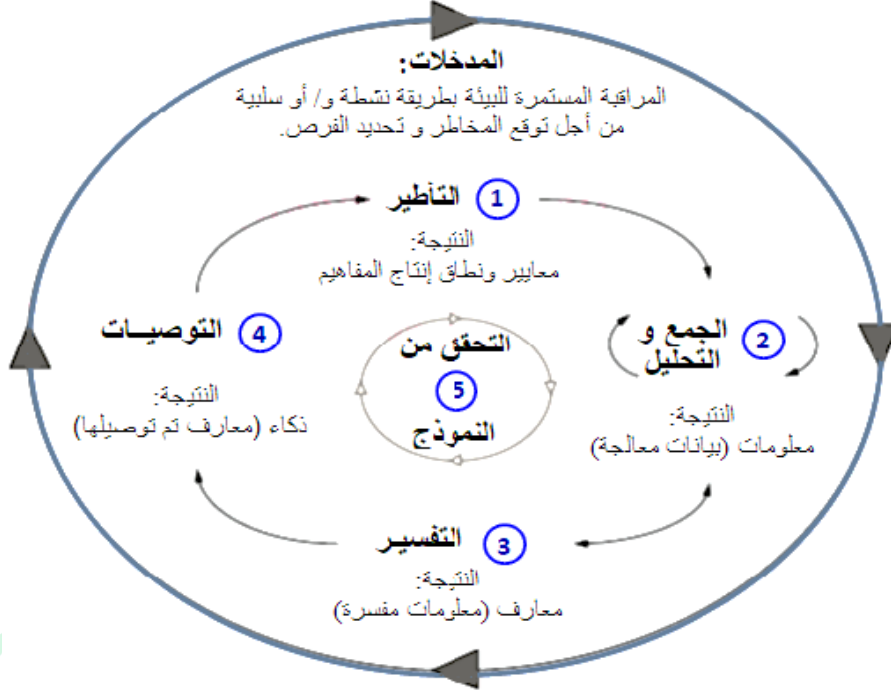 المدخلات:
المراقبة المستمرة للبيئة بطريقة نشطة و/ أو سلبية
من أجل توقع المخاطر و تحديد الفرص.
1 التأطير
النتيجة:
معايير ونطاق إنتاج المفاهيم
2 الجمع و
التحليل
النتيجة:
معلومات (بيانات معالجة)
3 التفسير
النتيجة:
معارف (معلومات مفسرة)
4 التوصيــات
النتيجة:
ذكاء (معارف تم توصيلها)
التحقق من
5
النموذج